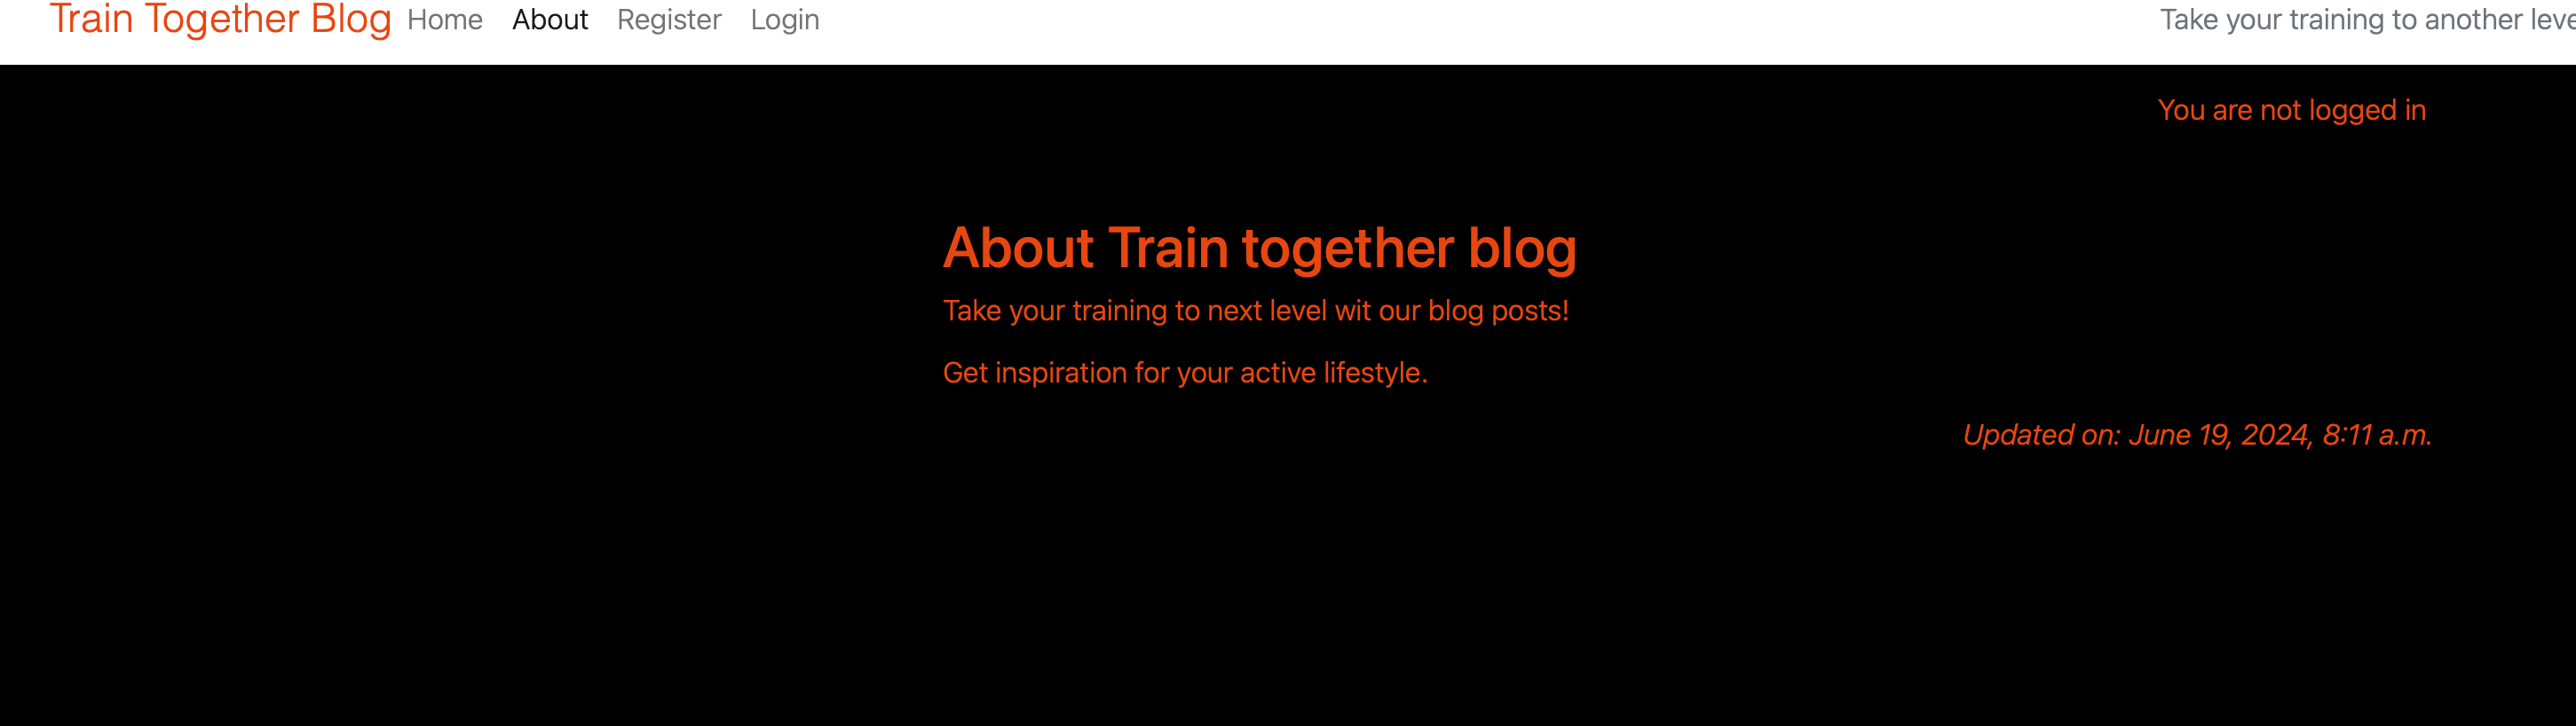 Train Together Blog Home About Register Login Take your training to another leve
You are not logged in
About Train together blog
Take your training to next level wit our blog posts!
Get inspiration for your active lifestyle.
Updated on: June 19, 2024, 8:11 a.m.